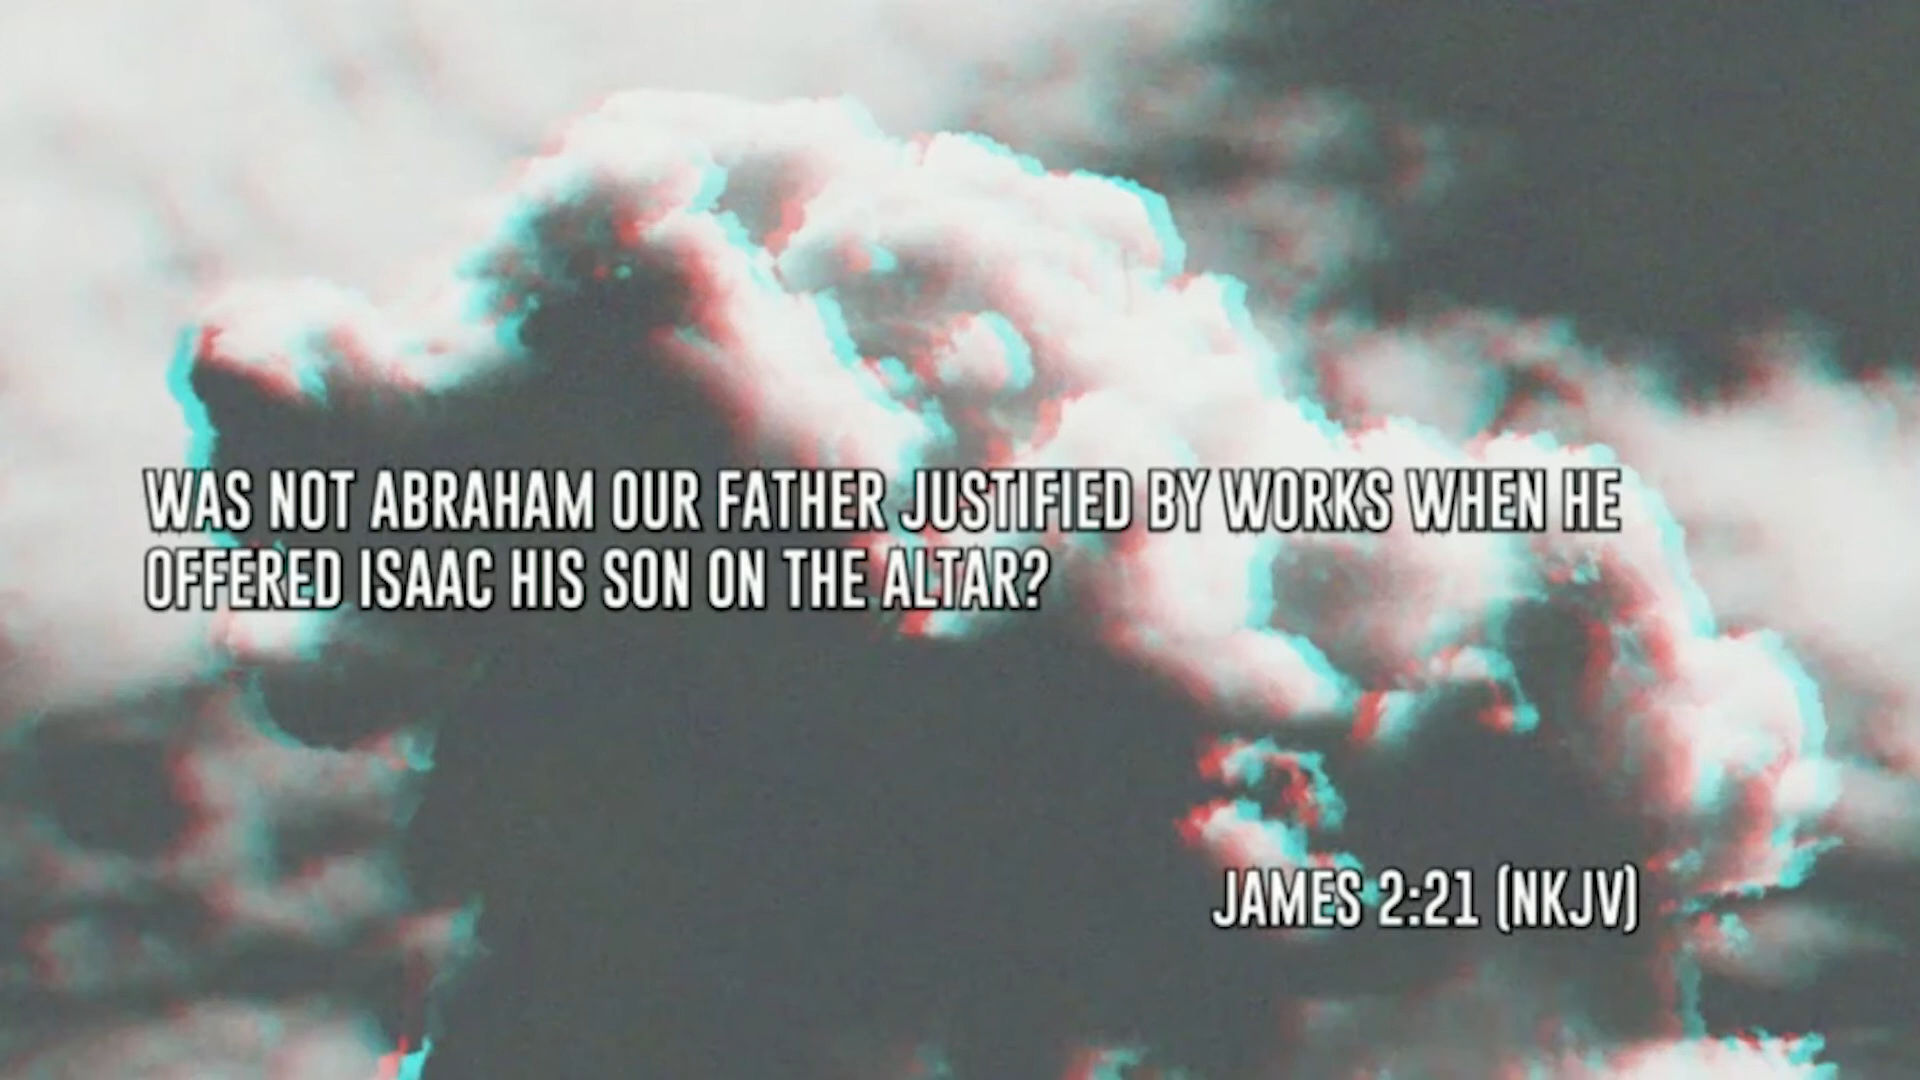 WAS NOT ABRAHAM OUR FATHER JUSTIFIED BY WORKS WHEN HE
OFFERED ISAAC HIS SON ON THE ALTAR?
JAMES 2:21 (NKJV)